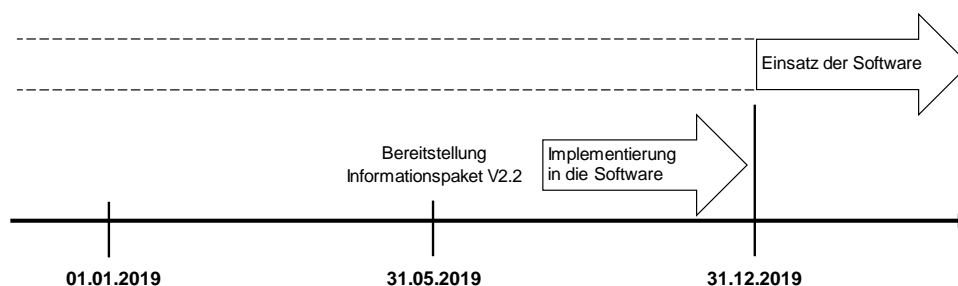 Einsatz der Software
Bereitstellung
Informationspaket V2.2
Implementierung
in die Software
01.01.2019
31.05.2019
31.12.2019